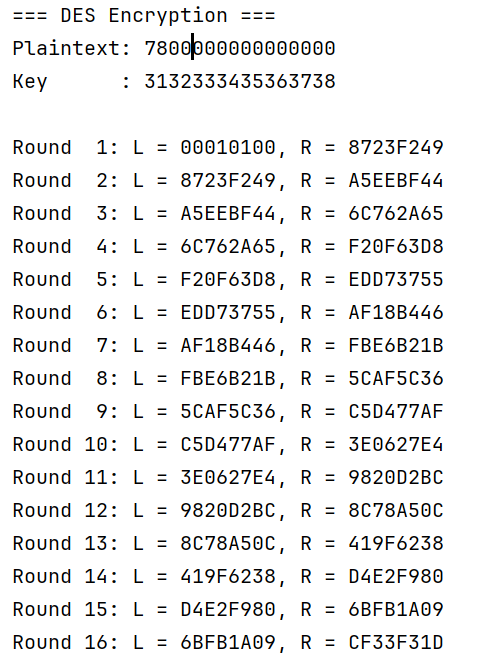 === DES Encryption ===
Plaintext: 7800000000000000
Key      : 3132333435363738
Round  1: L = 00010100, R = 8723F249
Round  2: L = 8723F249, R = A5EEBF44
Round  3: L = A5EEBF44, R = 6C762A65
Round  4: L = 6C762A65, R = F20F63D8
Round  5: L = F20F63D8, R = EDD73755
Round  6: L = EDD73755, R = AF18B446
Round  7: L = AF18B446, R = FBE6B21B
Round  8: L = FBE6B21B, R = 5CAF5C36
Round  9: L = 5CAF5C36, R = C5D477AF
Round 10: L = C5D477AF, R = 3E0627E4
Round 11: L = 3E0627E4, R = 9820D2BC
Round 12: L = 9820D2BC, R = 8C78A50C
Round 13: L = 8C78A50C, R = 419F6238
Round 14: L = 419F6238, R = D4E2F980
Round 15: L = D4E2F980, R = 6BFB1A09
Round 16: L = 6BFB1A09, R = CF33F31D